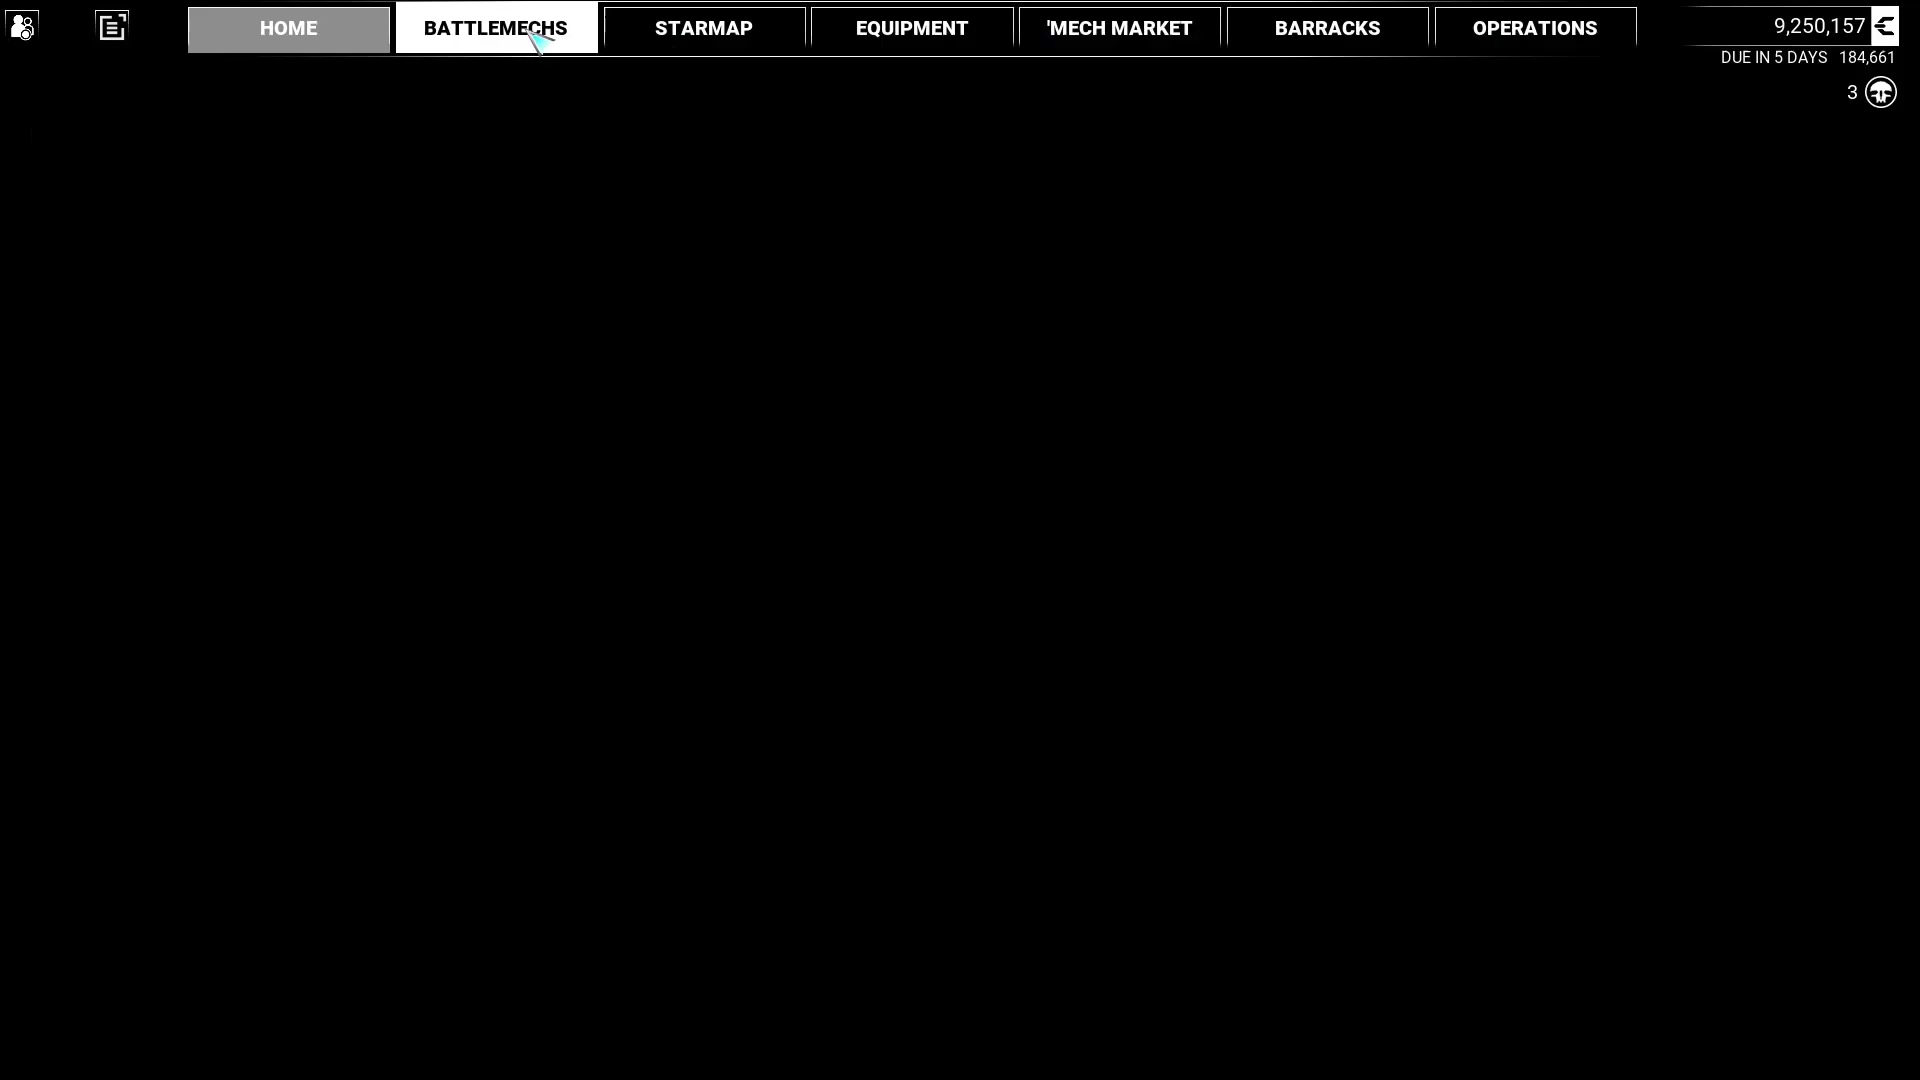 HOME
BATTLEMECHS
STARMAP
EQUIPMENT
'MECH MARKET
BARRACKS
OPERATIONS
9,250,157
DUE IN 5 DAYS 184,661
3